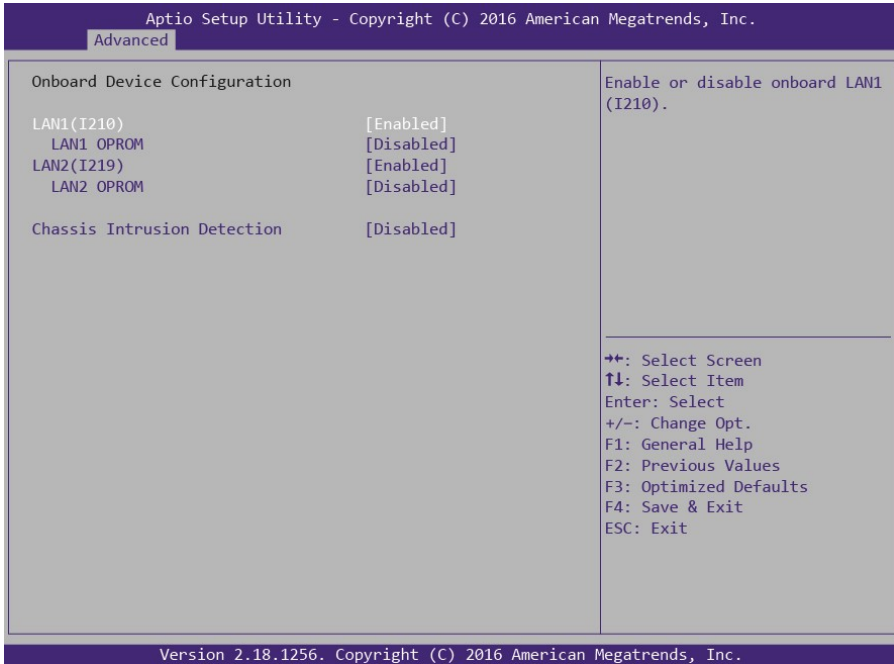 Aptio Setup Utility - Copyright (C) 2016 American Megatrends, Inc.
Advanced
Onboard Device Configuration
LAN1(I210) [Enabled]
LAN1 OPROM [Disabled]
LAN2(I219) [Enabled]
LAN2 OPROM [Disabled]
Chassis Intrusion Detection [Disabled]
Enable or disable onboard LAN1
(I210).
→←: Select Screen
↑↓: Select Item
Enter: Select
+/−: Change Opt.
F1: General Help
F2: Previous Values
F3: Optimized Defaults
F4: Save & Exit
ESC: Exit
Version 2.18.1256. Copyright (C) 2016 American Megatrends, Inc.